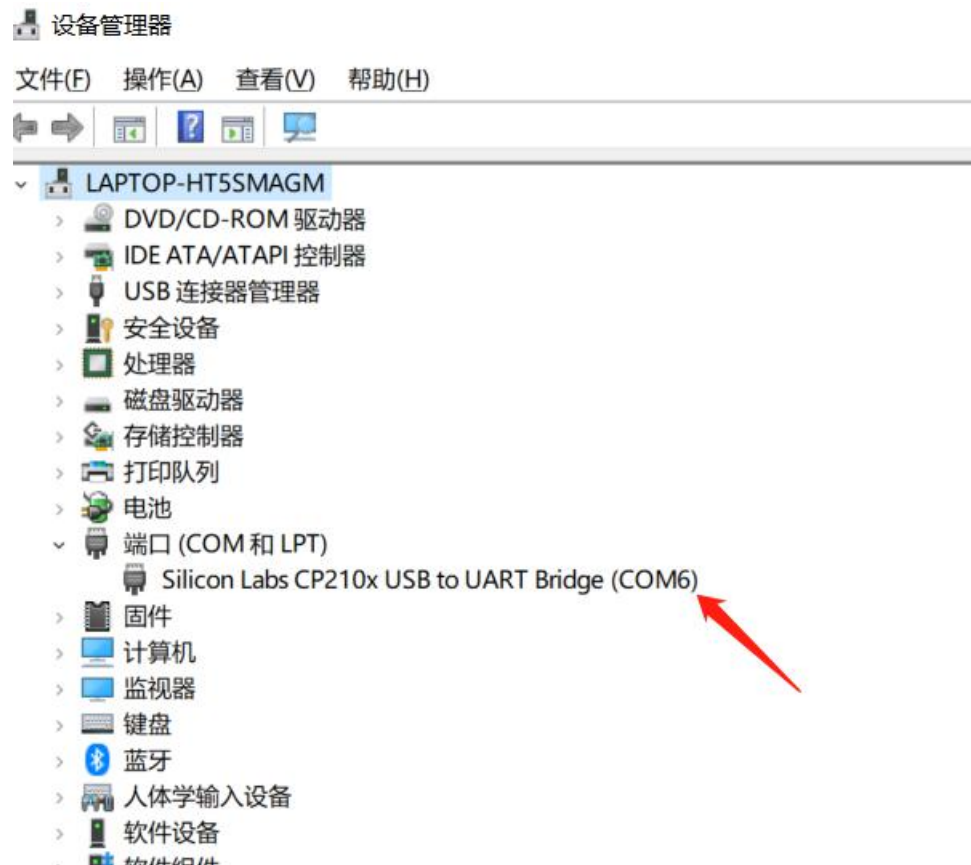 设备管理器
文件(F) 操作(A) 查看(V) 帮助(H)
LAPTOP-HT5SMAGM
DVD/CD-ROM 驱动器
IDE ATA/ATAPI 控制器
USB 连接器管理器
安全设备
处理器
磁盘驱动器
存储控制器
打印队列
电池
端口 (COM 和 LPT)
Silicon Labs CP210x USB to UART Bridge (COM6)
固件
计算机
监视器
键盘
蓝牙
人体学输入设备
软件设备
软件组件